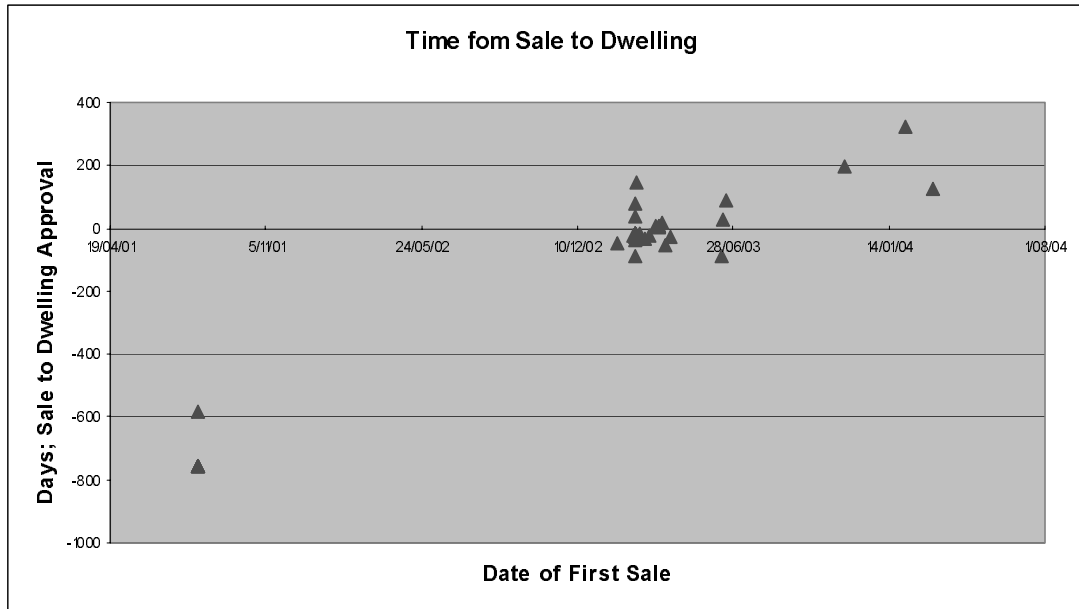 Time fom Sale to Dwelling
Days; Sale to Dwelling Approval
400
200
0
-200
-400
-600
-800
-1000
19/04/01 5/11/01 24/05/02 10/12/02 28/06/03 14/01/04 1/08/04
Date of First Sale